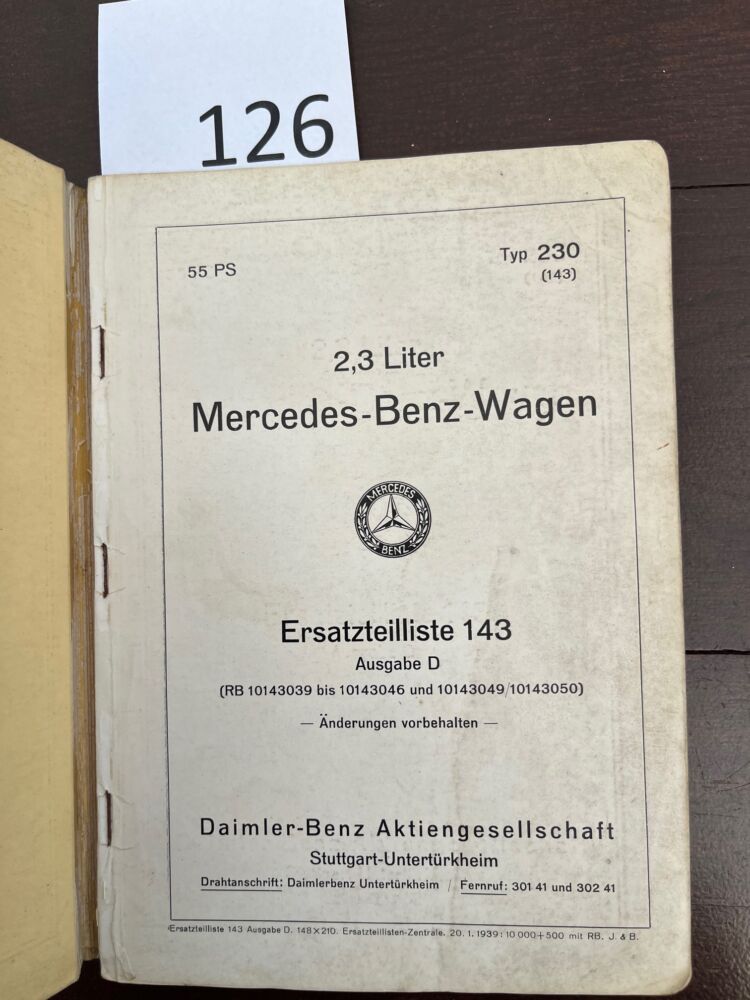 126
55 PS
Typ 230
(143)
2,3 Liter
Mercedes-Benz-Wagen
MERCEDES
BENZ
Ersatzteilliste 143
Ausgabe D
(RB 10143039 bis 10143046 und 10143049/10143050)
— Änderungen vorbehalten —
Daimler-Benz Aktiengesellschaft
Stuttgart-Untertürkheim
Drahtanschrift: Daimlerbenz Untertürkheim / Fernruf: 301 41 und 302 41
Ersatzteilliste 143 Ausgabe D. 148×210. Ersatzteillisten-Zentrale. 20. 1. 1939: 10 000+500 mit RB. J. & B.